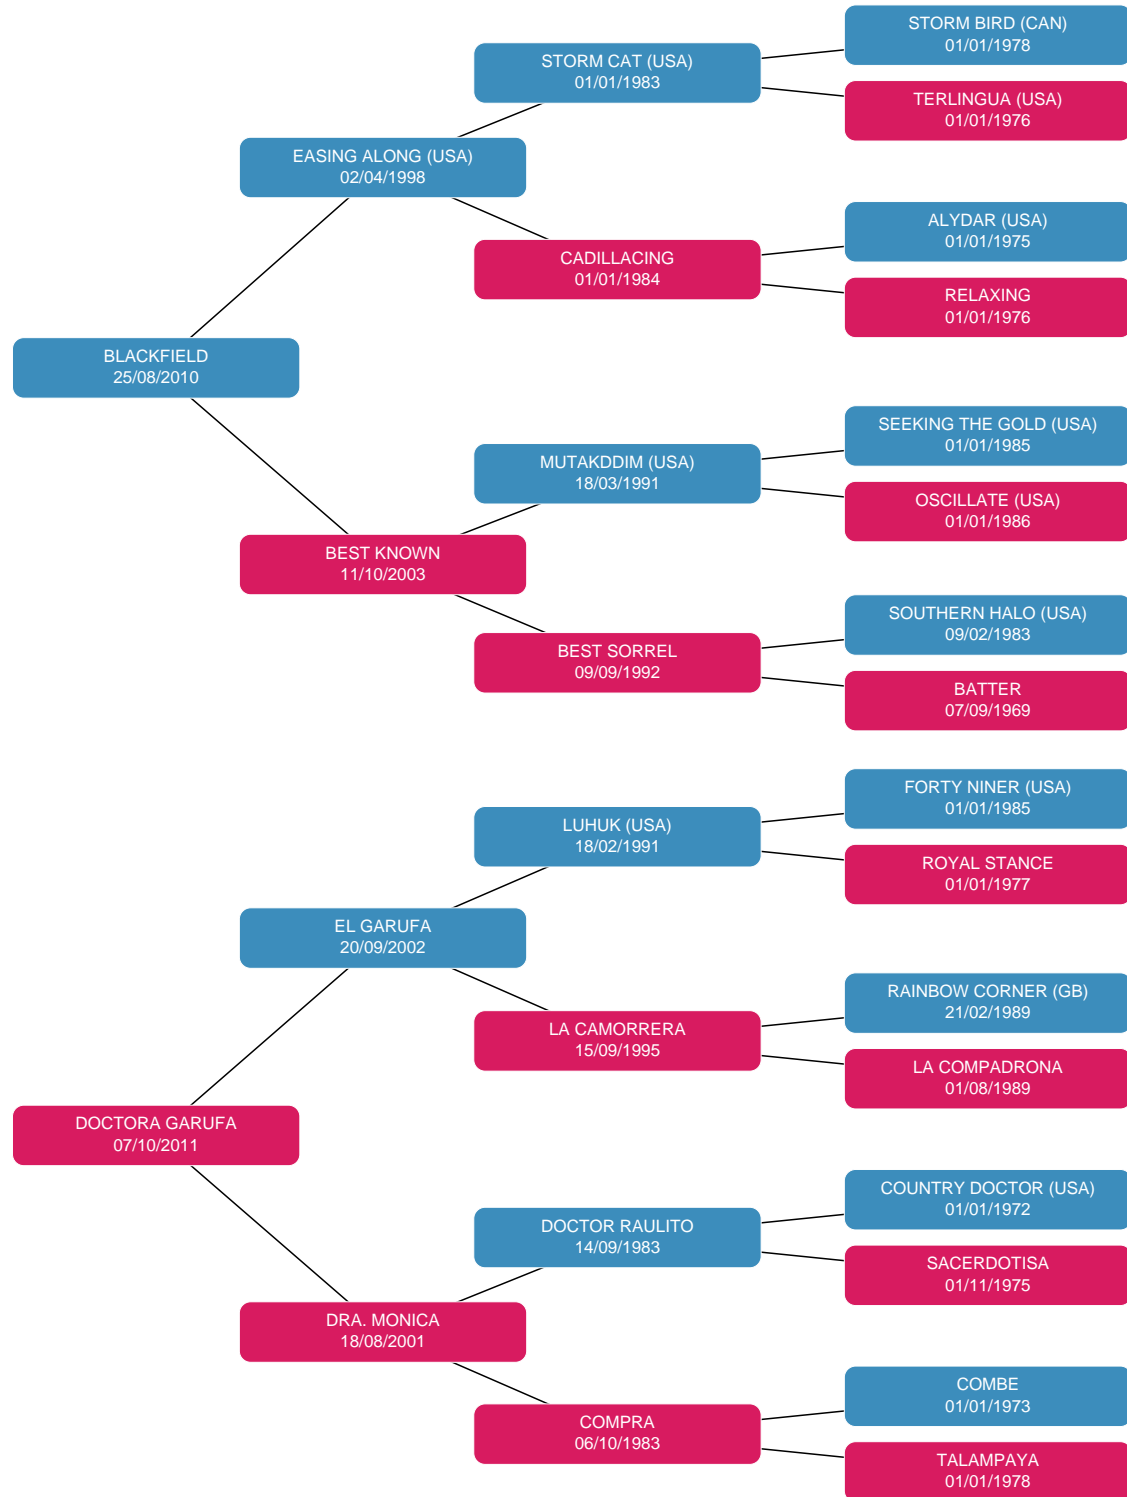 STORM BIRD (CAN)
01/01/1978
STORM CAT (USA)
01/01/1983
TERLINGUA (USA)
01/01/1976
EASING ALONG (USA)
02/04/1998
ALYDAR (USA)
01/01/1975
CADILLACING
01/01/1984
RELAXING
01/01/1976
BLACKFIELD
25/08/2010
SEEKING THE GOLD (USA)
01/01/1985
MUTAKDDIM (USA)
18/03/1991
OSCILLATE (USA)
01/01/1986
BEST KNOWN
11/10/2003
SOUTHERN HALO (USA)
09/02/1983
BEST SORREL
09/09/1992
BATTER
07/09/1969
FORTY NINER (USA)
01/01/1985
LUHUK (USA)
18/02/1991
ROYAL STANCE
01/01/1977
EL GARUFA
20/09/2002
RAINBOW CORNER (GB)
21/02/1989
LA CAMORRERA
15/09/1995
LA COMPADRONA
01/08/1989
DOCTORA GARUFA
07/10/2011
COUNTRY DOCTOR (USA)
01/01/1972
DOCTOR RAULITO
14/09/1983
SACERDOTISA
01/11/1975
DRA. MONICA
18/08/2001
COMBE
01/01/1973
COMPRA
06/10/1983
TALAMPAYA
01/01/1978